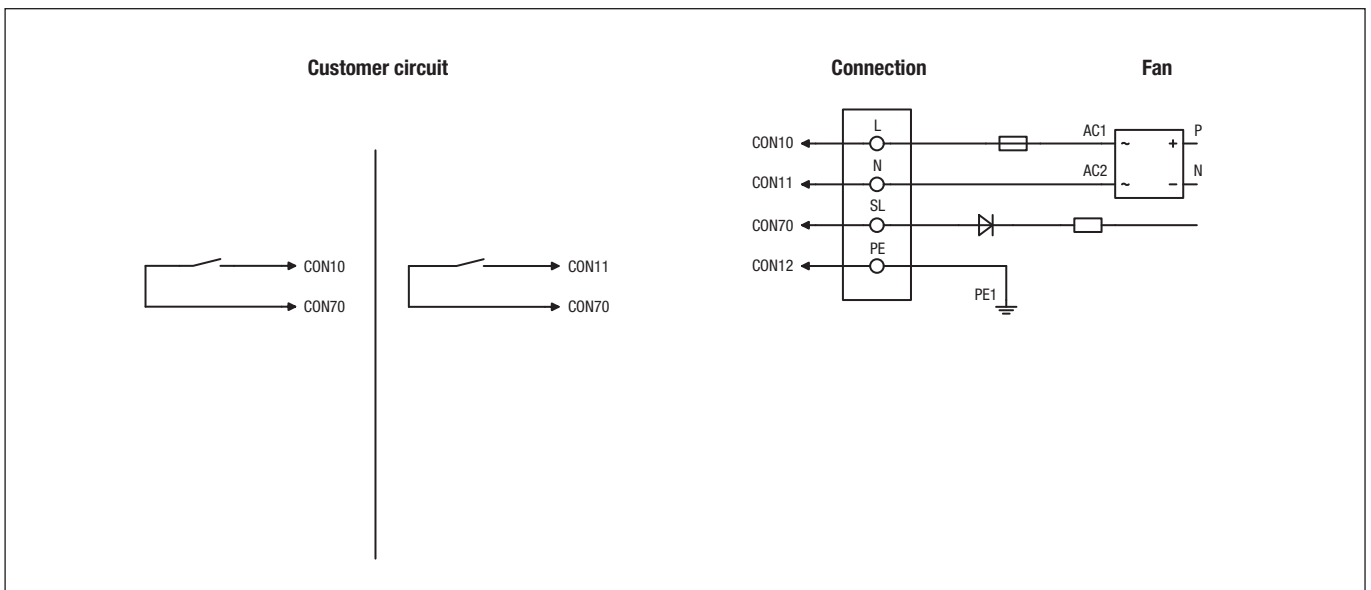 Customer circuit
Connection
Fan
CON10
CON70
CON11
CON70
CON10
L
AC1
~
+
P
CON11
N
AC2
~
−
N
CON70
SL
CON12
PE
PE1